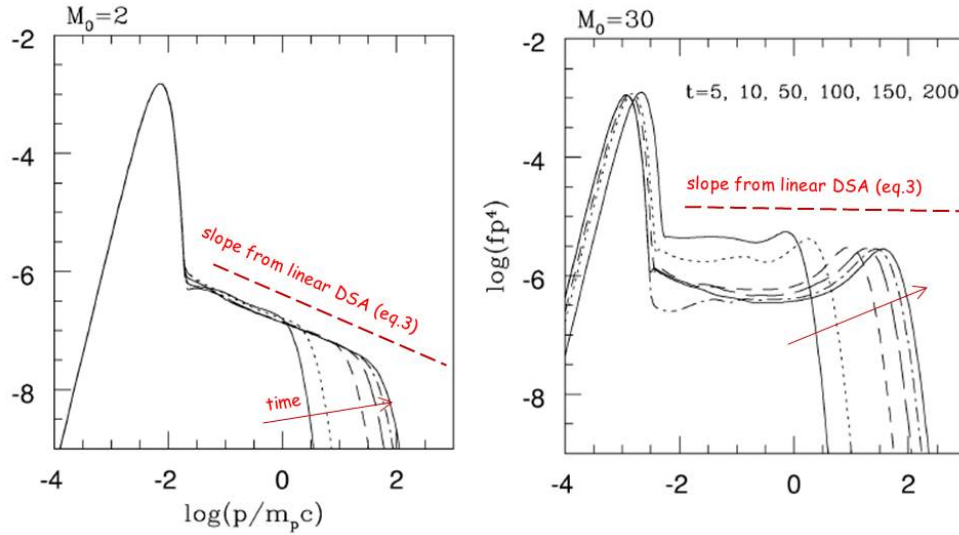 M₀=2
-2
-4
-6
-8
slope from linear DSA (eq.3)
time
-4
-2
0
2
log(p/mₚc)
M₀=30
-2
t=5, 10, 50, 100, 150, 200
-4
slope from linear DSA (eq.3)
log(fp⁴)
-6
-8
-4
-2
0
2